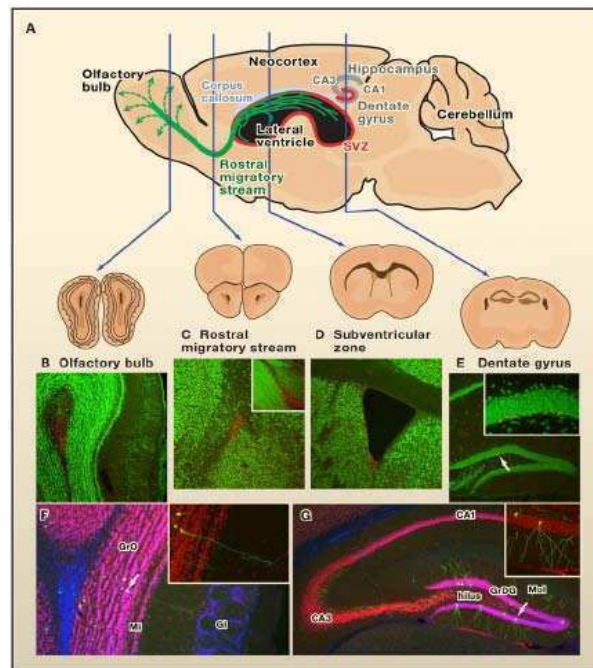 A
Neocortex
Olfactory
bulb
Corpus
callosum
Hippocampus
CA3
CA1
Dentate
gyrus
Cerebellum
Lateral
ventricle
SVZ
Rostral
migratory
stream
C Rostral
migratory stream
D Subventricular
zone
B Olfactory bulb
E Dentate gyrus
F
GrO
Mi
Gl
G
CA1
GrDG
Mol
hilus
CA3